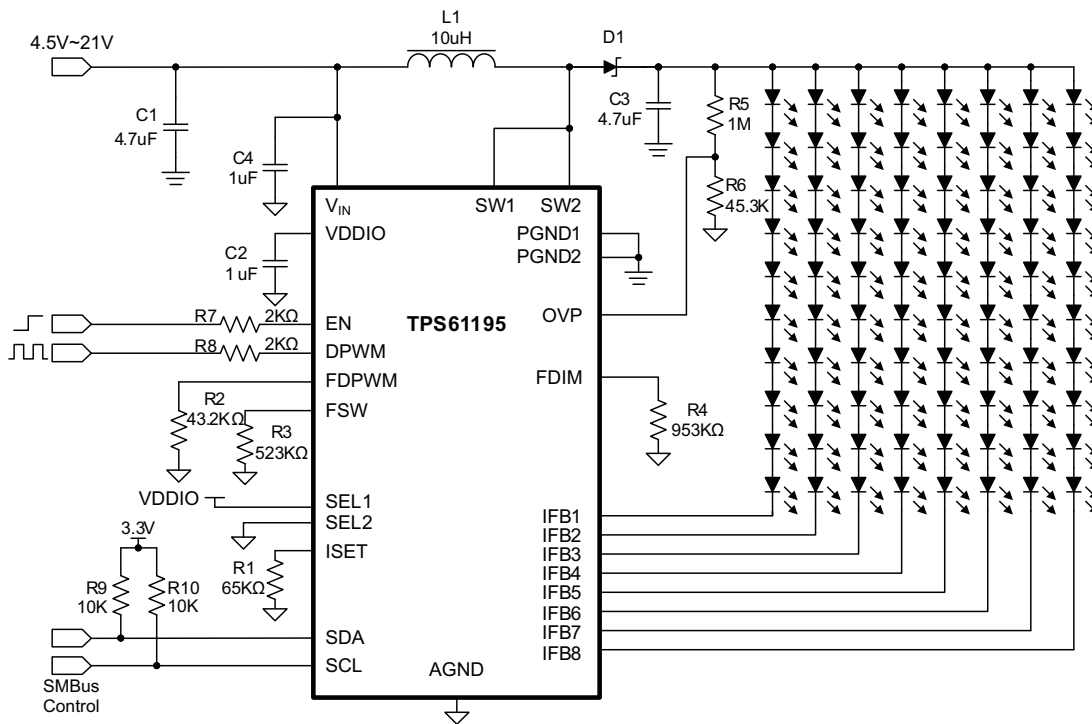 4.5V~21V
L1
10uH
D1
C1
4.7uF
C4
1uF
C3
4.7uF
R5
1M
R6
45.3K
VIN
SW1
SW2
VDDIO
PGND1
PGND2
C2
1uF
TPS61195
OVP
R7
2KΩ
EN
R8
2KΩ
DPWM
FDPWM
FDIM
R2
43.2KΩ
FSW
R3
523KΩ
R4
953KΩ
VDDIO
SEL1
SEL2
3.3V
ISET
R1
65KΩ
R9
10K
R10
10K
IFB1
IFB2
IFB3
IFB4
IFB5
IFB6
IFB7
IFB8
SDA
SCL
AGND
SMBus
Control